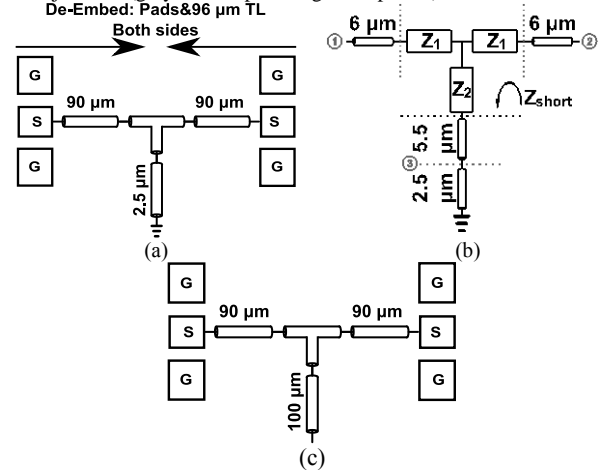 De-Embed: Pads&96 µm TL
Both sides
G
G
90 µm
90 µm
S
S
G
G
2.5 µm
(a)
6 µm
6 µm
1
Z1
Z1
2
Z2
Zshort
5.5 µm
3
2.5 µm
(b)
G
G
90 µm
90 µm
S
S
G
G
100 µm
(c)